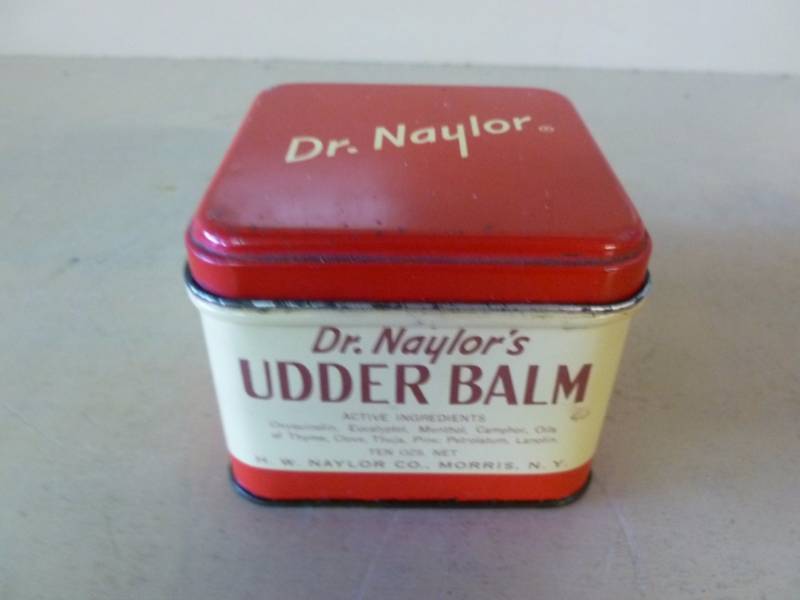 Dr. Naylor®
Dr. Naylor's
UDDER BALM
ACTIVE INGREDIENTS
Eucalyptol, Menthol, Camphor, Oils
of Thyme, Clove, Thuja, Pine; Petrolatum, Lanolin.
TEN OZS. NET
H. W. NAYLOR CO., MORRIS, N. Y.